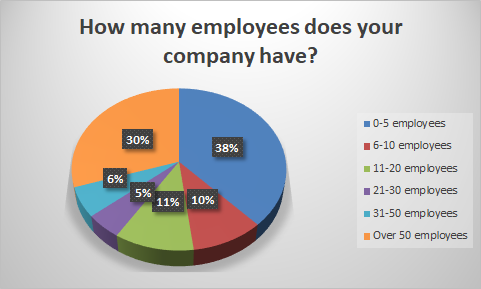 How many employees does your
company have?
38%
10%
11%
5%
6%
30%
0-5 employees
6-10 employees
11-20 employees
21-30 employees
31-50 employees
Over 50 employees